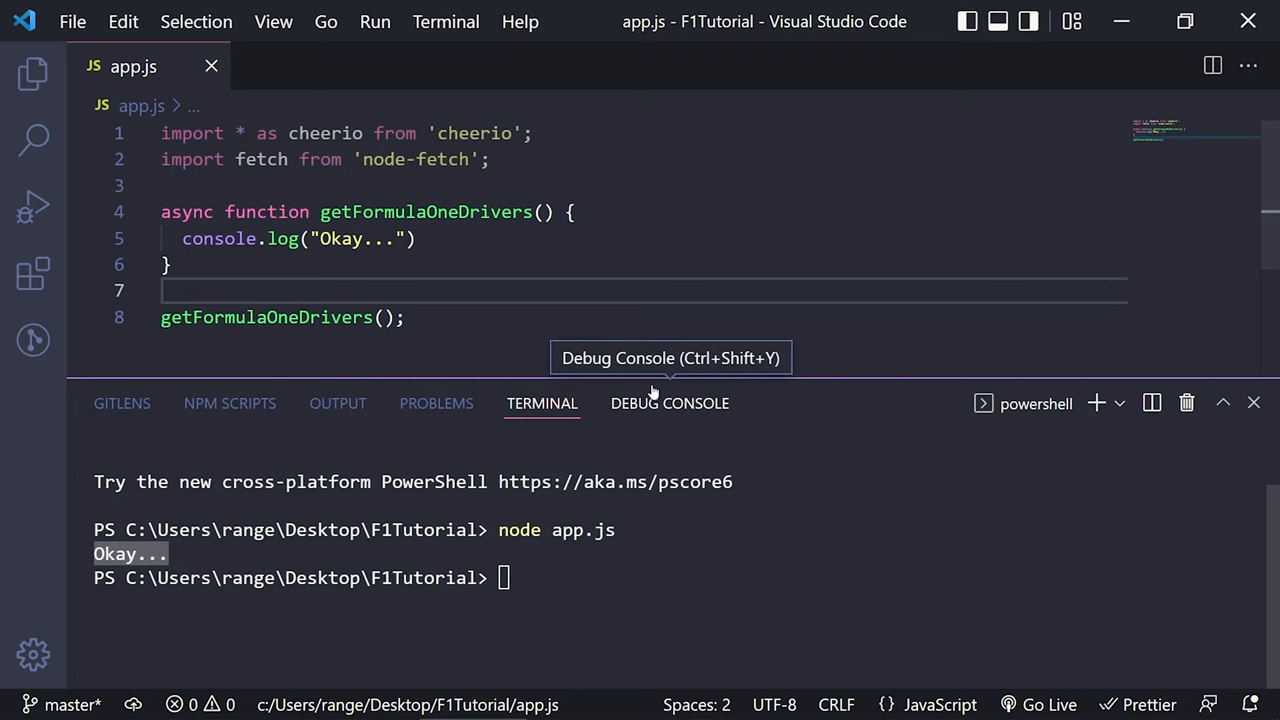 File Edit Selection View Go Run Terminal Help app.js - F1Tutorial - Visual Studio Code
JS app.js
JS app.js > ...
1 import * as cheerio from 'cheerio';
2 import fetch from 'node-fetch';
3
4 async function getFormulaOneDrivers() {
5 console.log("Okay...")
6 }
7
8 getFormulaOneDrivers();
Debug Console (Ctrl+Shift+Y)
GITLENS NPM SCRIPTS OUTPUT PROBLEMS TERMINAL DEBUG CONSOLE powershell
Try the new cross-platform PowerShell https://aka.ms/pscore6
PS C:\Users\range\Desktop\F1Tutorial> node app.js
Okay...
PS C:\Users\range\Desktop\F1Tutorial>
master* 0 0 c:/Users/range/Desktop/F1Tutorial/app.js Spaces: 2 UTF-8 CRLF {} JavaScript Go Live Prettier